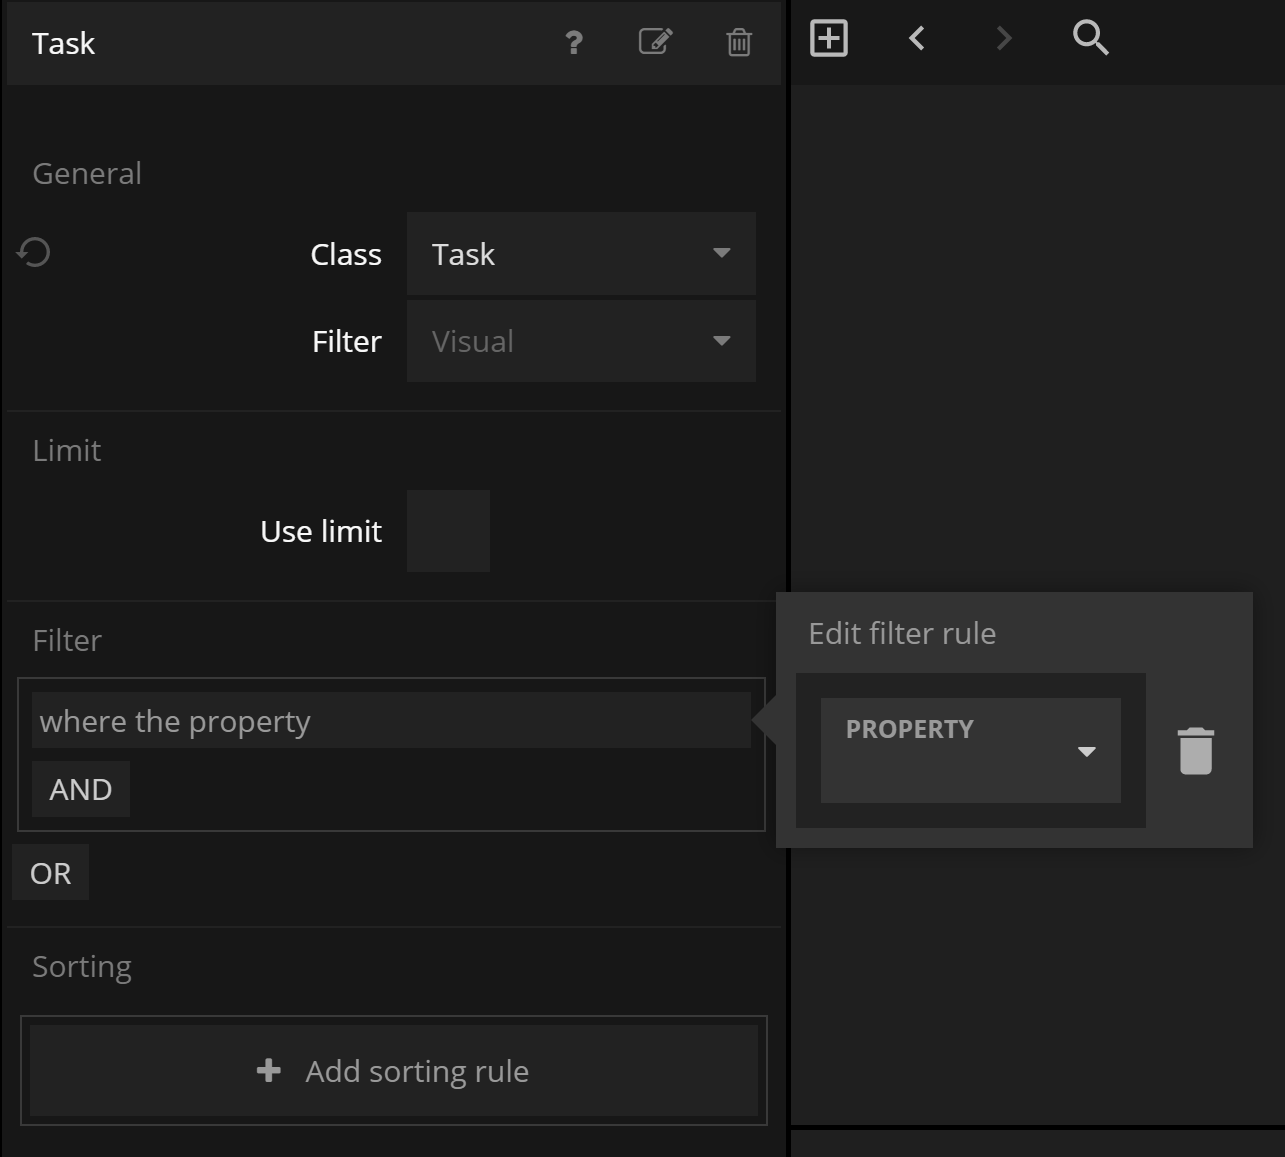 Task
?
General
Class
Task
Filter
Visual
Limit
Use limit
Filter
where the property
AND
OR
Edit filter rule
PROPERTY
Sorting
Add sorting rule